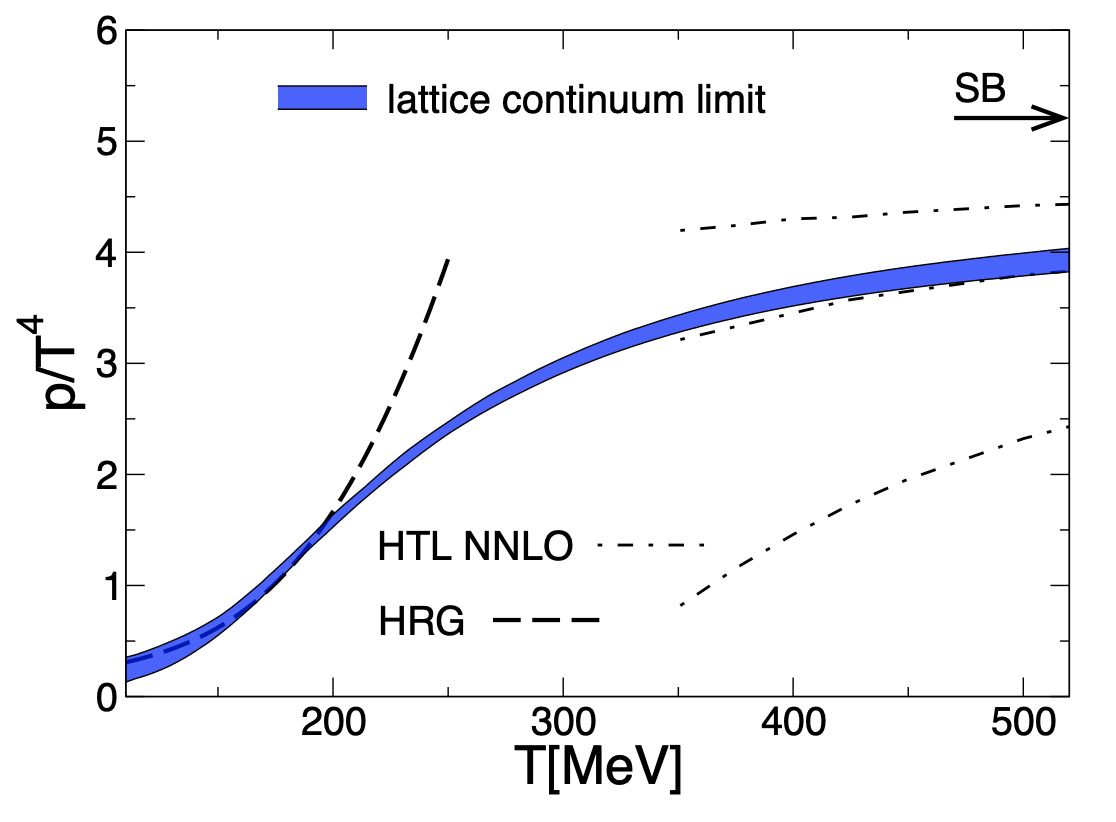 6
SB
lattice continuum limit
5
4
p/T^4
3
2
HTL NNLO
1
HRG
0
200 300 400 500
T[MeV]